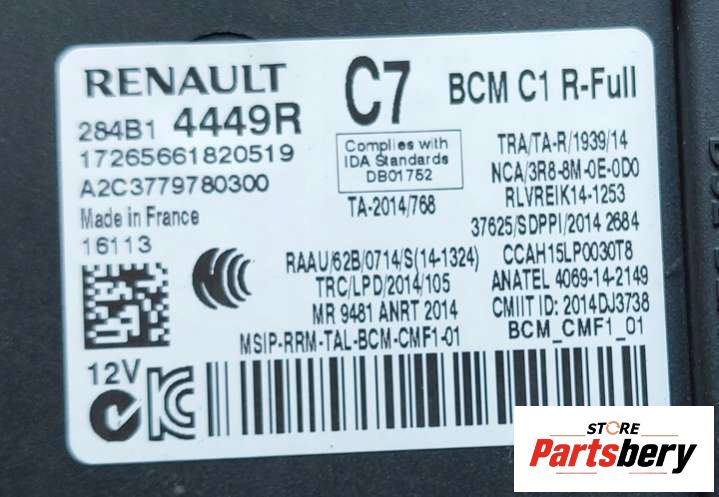 RENAULT C7 BCM C1 R-Full
284B1 4449R
17265661820519
A2C3779780300
Made in France
16113
Complies with
IDA Standards
DB01752
TA-2014/768
TRA/TA-R/1939/14
NCA/3R8-8M-0E-0D0
RLVREIK14-1253
37625/SDPPI/2014 2684
RAAU/62B/0714/S(14-1324)
CCAH15LP0030T8
TRC/LPD/2014/105
ANATEL 4069-14-2149
MR 9481 ANRT 2014
CMIIT ID: 2014DJ3738
MSIP-RRM-TAL-BCM-CMF1-01
BCM_CMF1_01
12V
STORE
Partsbery